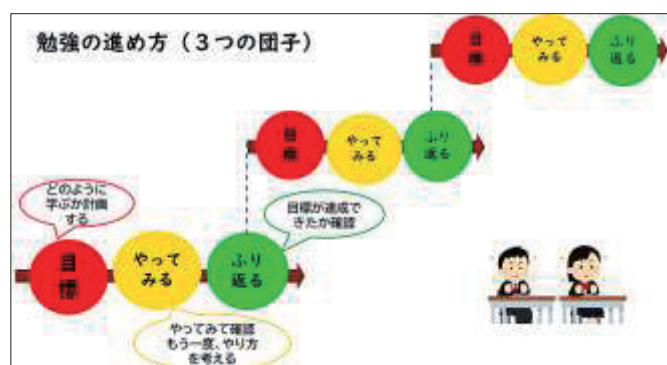 勉強の進め方（３つの団子）
目
標
やって
みる
ふり
返る
目
標
やって
みる
ふり
返る
どのように
学ぶか計画
する
目標が達成で
きたか確認
目
標
やって
みる
ふり
返る
やってみて確認
もう一度、やり方
を考える